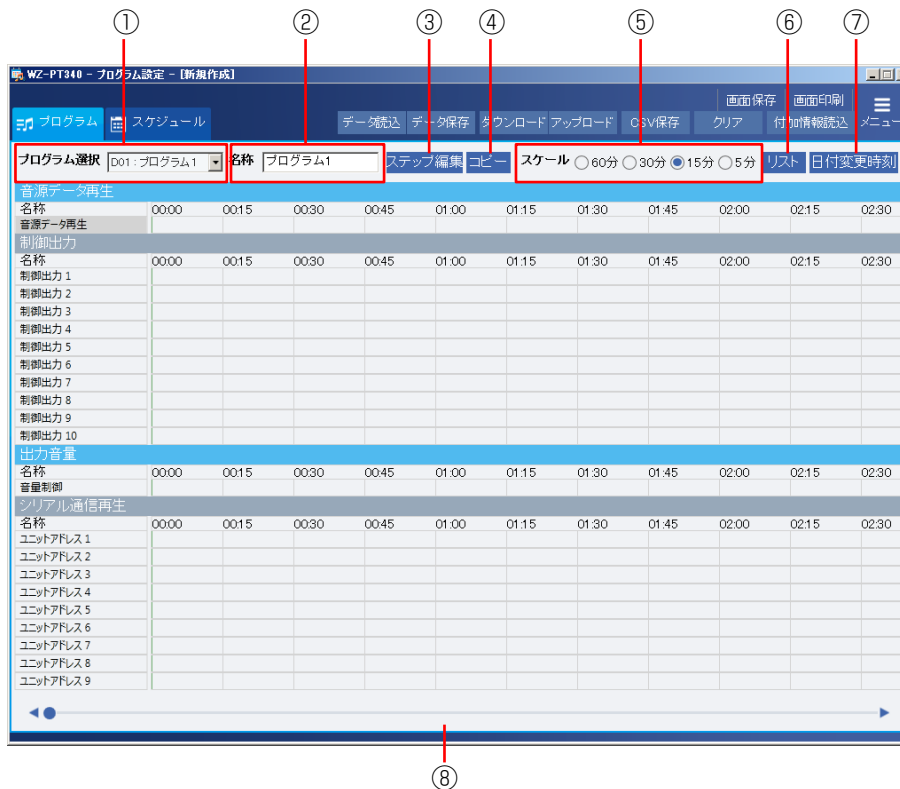 ① ② ③ ④ ⑤ ⑥ ⑦
WZ-PT340 - プログラム設定 - [新規作成]
画面保存 画面印刷
プログラム スケジュール データ読込 データ保存 ダウンロード アップロード CSV保存 クリア 付加情報読込 メニュー
プログラム選択 D01:プログラム1 名称 プログラム1 ステップ編集 コピー スケール 60分 30分 15分 5分 リスト 日付変更時刻
音源データ再生
名称 00:00 00:15 00:30 00:45 01:00 01:15 01:30 01:45 02:00 02:15 02:30
音源データ再生
制御出力
名称 00:00 00:15 00:30 00:45 01:00 01:15 01:30 01:45 02:00 02:15 02:30
制御出力 1
制御出力 2
制御出力 3
制御出力 4
制御出力 5
制御出力 6
制御出力 7
制御出力 8
制御出力 9
制御出力 10
出力音量
名称 00:00 00:15 00:30 00:45 01:00 01:15 01:30 01:45 02:00 02:15 02:30
音量制御
シリアル通信再生
名称 00:00 00:15 00:30 00:45 01:00 01:15 01:30 01:45 02:00 02:15 02:30
ユニットアドレス 1
ユニットアドレス 2
ユニットアドレス 3
ユニットアドレス 4
ユニットアドレス 5
ユニットアドレス 6
ユニットアドレス 7
ユニットアドレス 8
ユニットアドレス 9
⑧